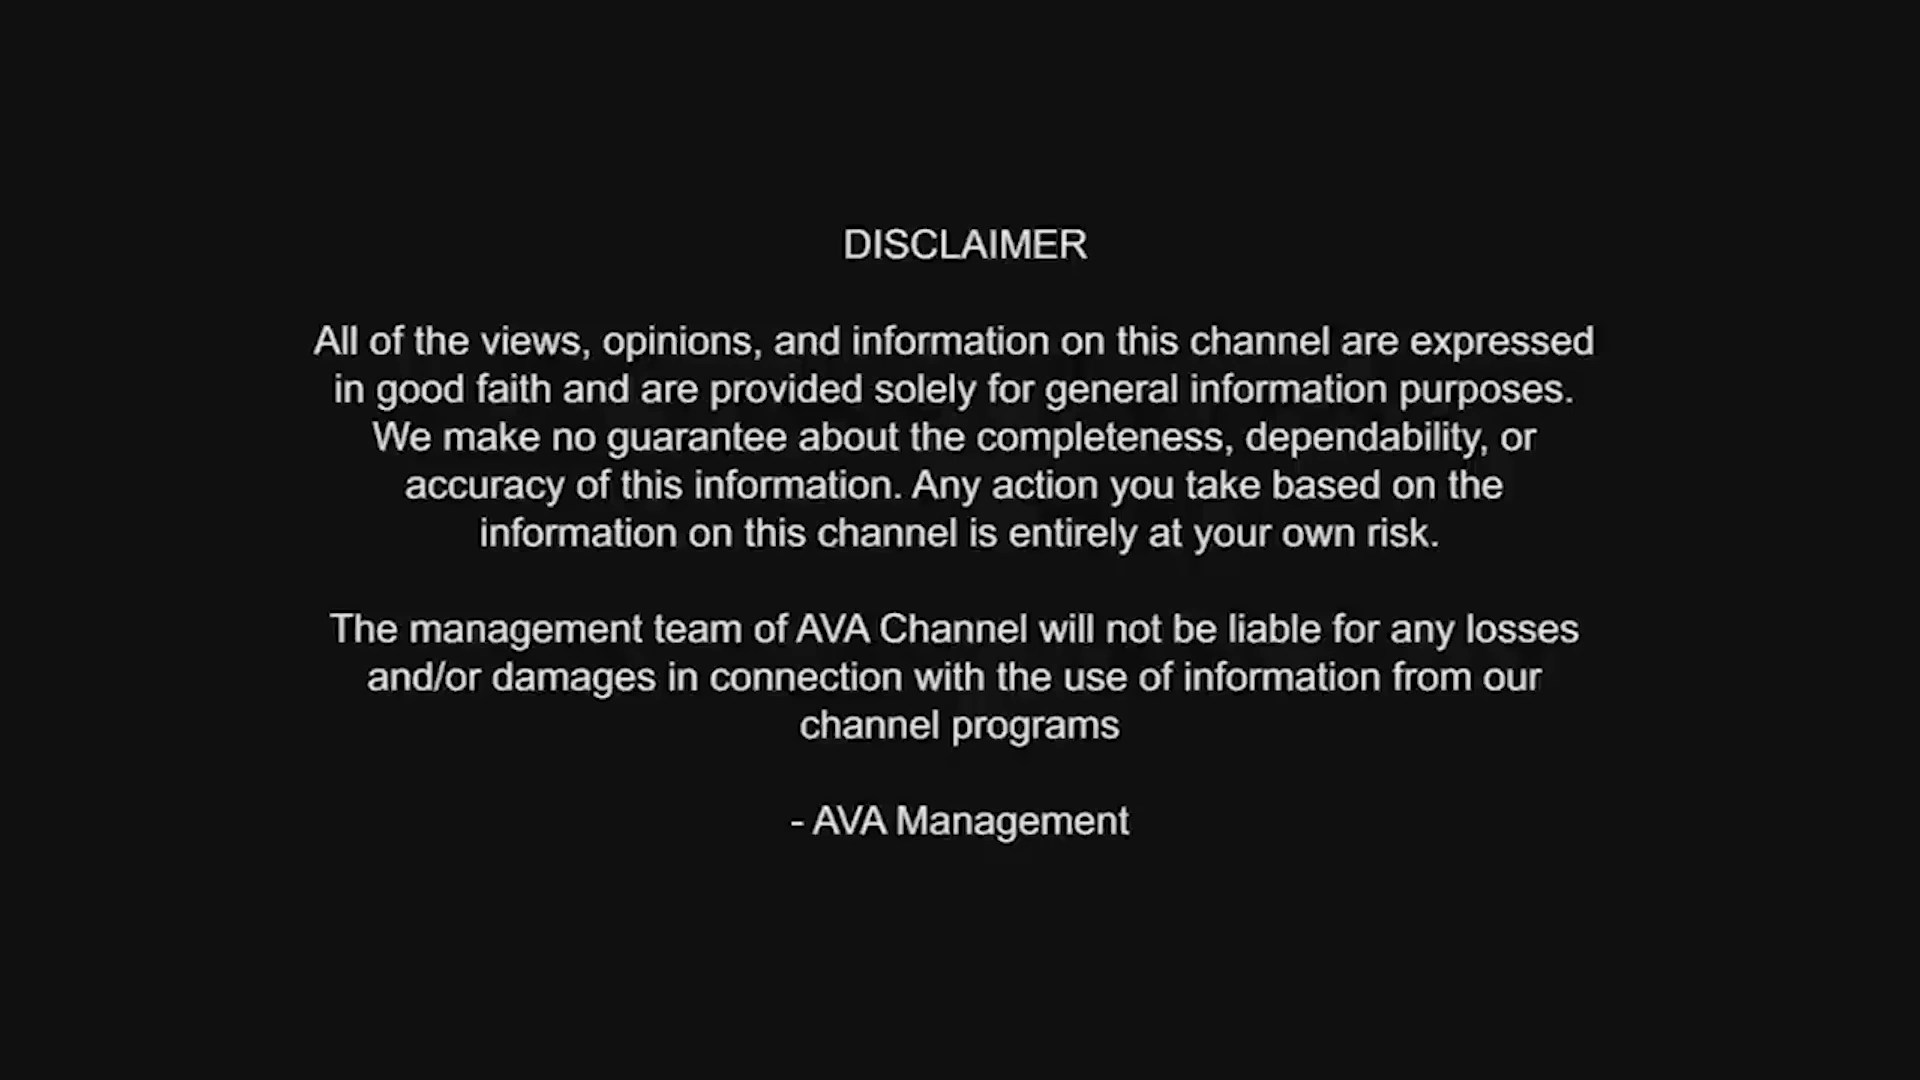 DISCLAIMER
All of the views, opinions, and information on this channel are expressed
in good faith and are provided solely for general information purposes.
We make no guarantee about the completeness, dependability, or
accuracy of this information. Any action you take based on the
information on this channel is entirely at your own risk.
The management team of AVA Channel will not be liable for any losses
and/or damages in connection with the use of information from our
channel programs
- AVA Management